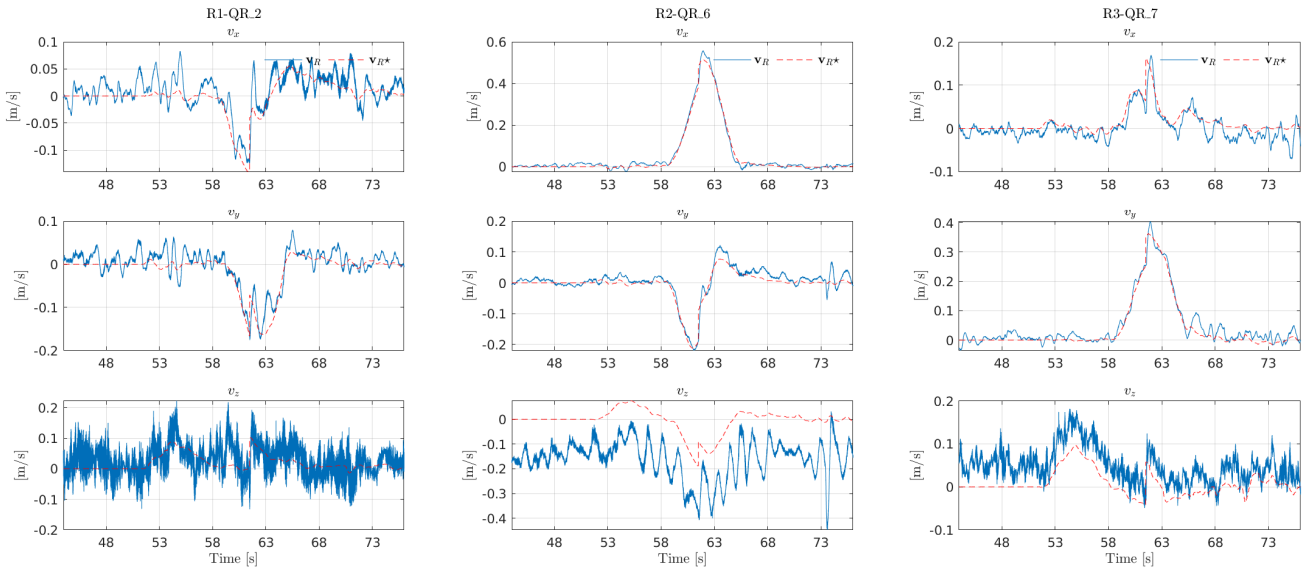 R1-QR_2
v_x
v_R v_R⋆
[m/s]
0.1
0.05
0
-0.05
-0.1
48 53 58 63 68 73
v_y
[m/s]
0.1
0
-0.1
-0.2
48 53 58 63 68 73
v_z
[m/s]
0.2
0.1
0
-0.1
-0.2
48 53 58 63 68 73
Time [s]
R2-QR_6
v_x
v_R v_R⋆
[m/s]
0.6
0.4
0.2
0
48 53 58 63 68 73
v_y
[m/s]
0.2
0.1
0
-0.1
-0.2
48 53 58 63 68 73
v_z
[m/s]
0
-0.1
-0.2
-0.3
-0.4
48 53 58 63 68 73
Time [s]
R3-QR_7
v_x
v_R v_R⋆
[m/s]
0.2
0.1
0
-0.1
48 53 58 63 68 73
v_y
[m/s]
0.4
0.3
0.2
0.1
0
48 53 58 63 68 73
v_z
[m/s]
0.2
0.1
0
-0.1
48 53 58 63 68 73
Time [s]